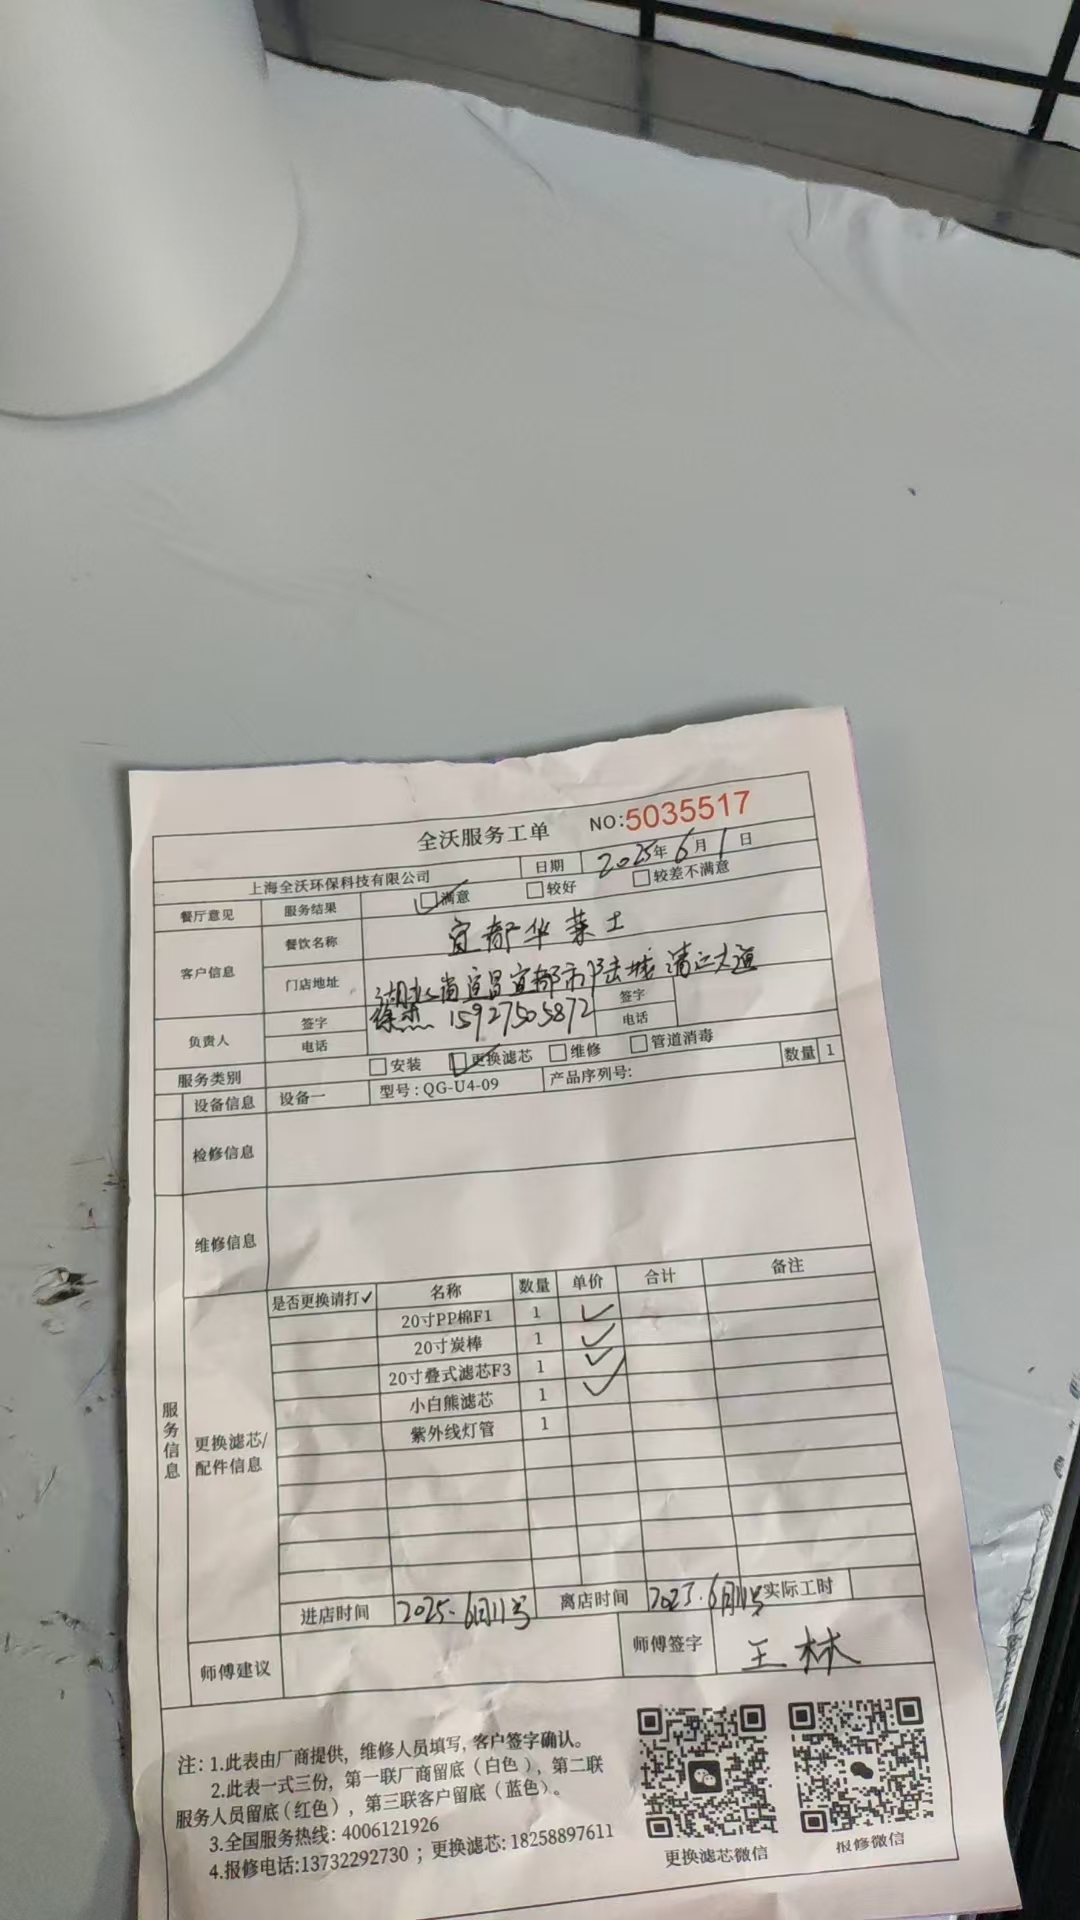 全沃服务工单 NO:5035517
上海全沃环保科技有限公司 日期 2025年6月1日
餐厅意见 服务结果 ☑满意 □较好 □较差不满意
客户信息 餐饮名称 宜都华莱士
门店地址 湖北省宜昌宜都市陆城清江大道
负责人 签字 徐杰 15927505872 签字
电话 电话
服务类别 □安装 ☑更换滤芯 □维修 □管道消毒
设备信息 设备一 型号:QG-U4-09 产品序列号: 数量 1
检修信息
维修信息
服务信息
更换滤芯/配件信息
是否更换请打✓ 名称 数量 单价 合计 备注
20寸PP棉F1 1 ✓
20寸炭棒 1 ✓
20寸叠式滤芯F3 1 ✓
小白熊滤芯 1 ✓
紫外线灯管 1
进店时间 2025.6月11号 离店时间 2025.6月11号 实际工时
师傅建议 师傅签字 王林
注: 1.此表由厂商提供, 维修人员填写, 客户签字确认。
2.此表一式三份, 第一联厂商留底(白色), 第二联
服务人员留底(红色), 第三联客户留底(蓝色)。
3.全国服务热线: 4006121926
4.报修电话:13732292730 ; 更换滤芯: 18258897611
更换滤芯微信 报修微信